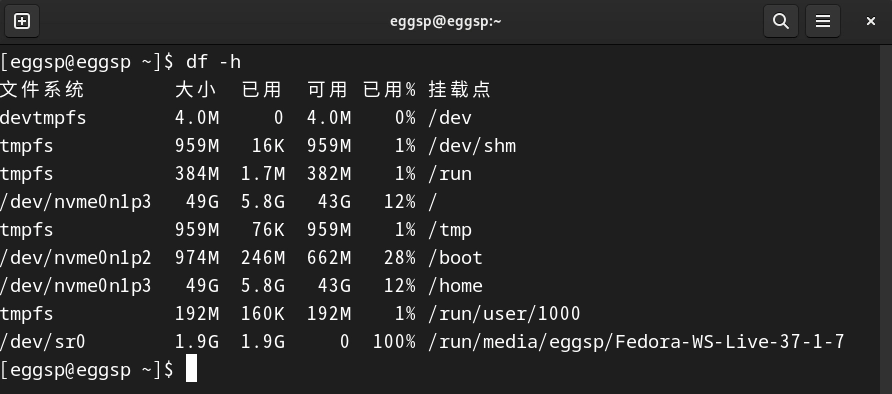 eggsp@eggsp:~
[eggsp@eggsp ~]$ df -h
文件系统        大小  已用  可用 已用% 挂载点
devtmpfs        4.0M     0  4.0M    0% /dev
tmpfs           959M   16K  959M    1% /dev/shm
tmpfs           384M  1.7M  382M    1% /run
/dev/nvme0n1p3   49G  5.8G   43G   12% /
tmpfs           959M   76K  959M    1% /tmp
/dev/nvme0n1p2  974M  246M  662M   28% /boot
/dev/nvme0n1p3   49G  5.8G   43G   12% /home
tmpfs           192M  160K  192M    1% /run/user/1000
/dev/sr0        1.9G  1.9G     0  100% /run/media/eggsp/Fedora-WS-Live-37-1-7
[eggsp@eggsp ~]$